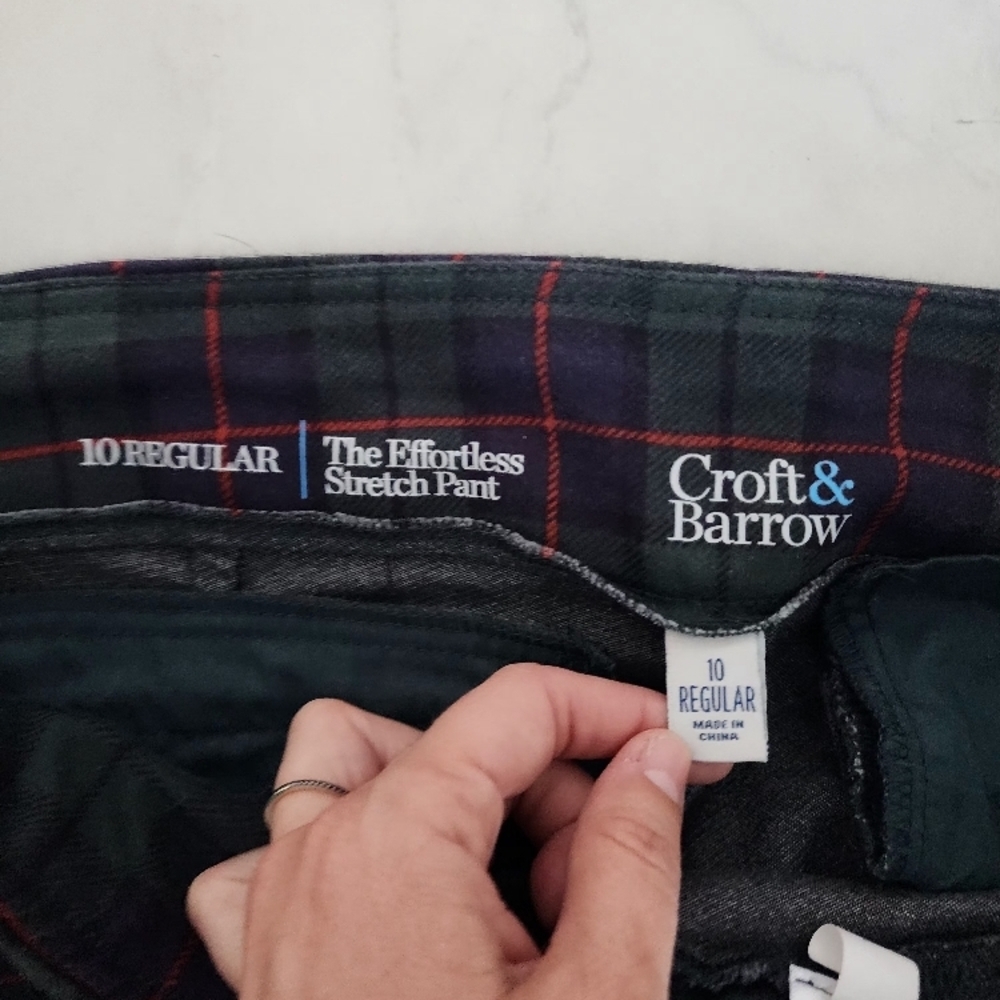 10 REGULAR
The Effortless
Stretch Pant
Croft&
Barrow
10
REGULAR
MADE IN
CHINA